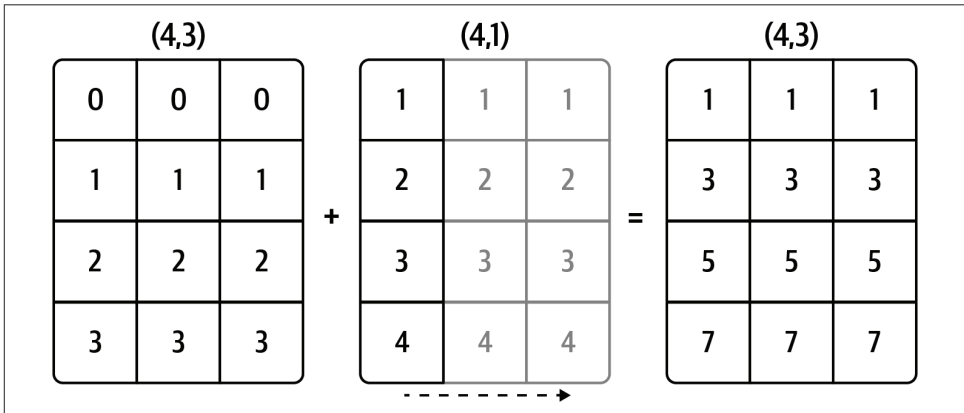 (4,3) (4,1) (4,3)
0 0 0 1 1 1 1 1 1
1 1 1 2 2 2 3 3 3
+ =
2 2 2 3 3 3 5 5 5
3 3 3 4 4 4 7 7 7